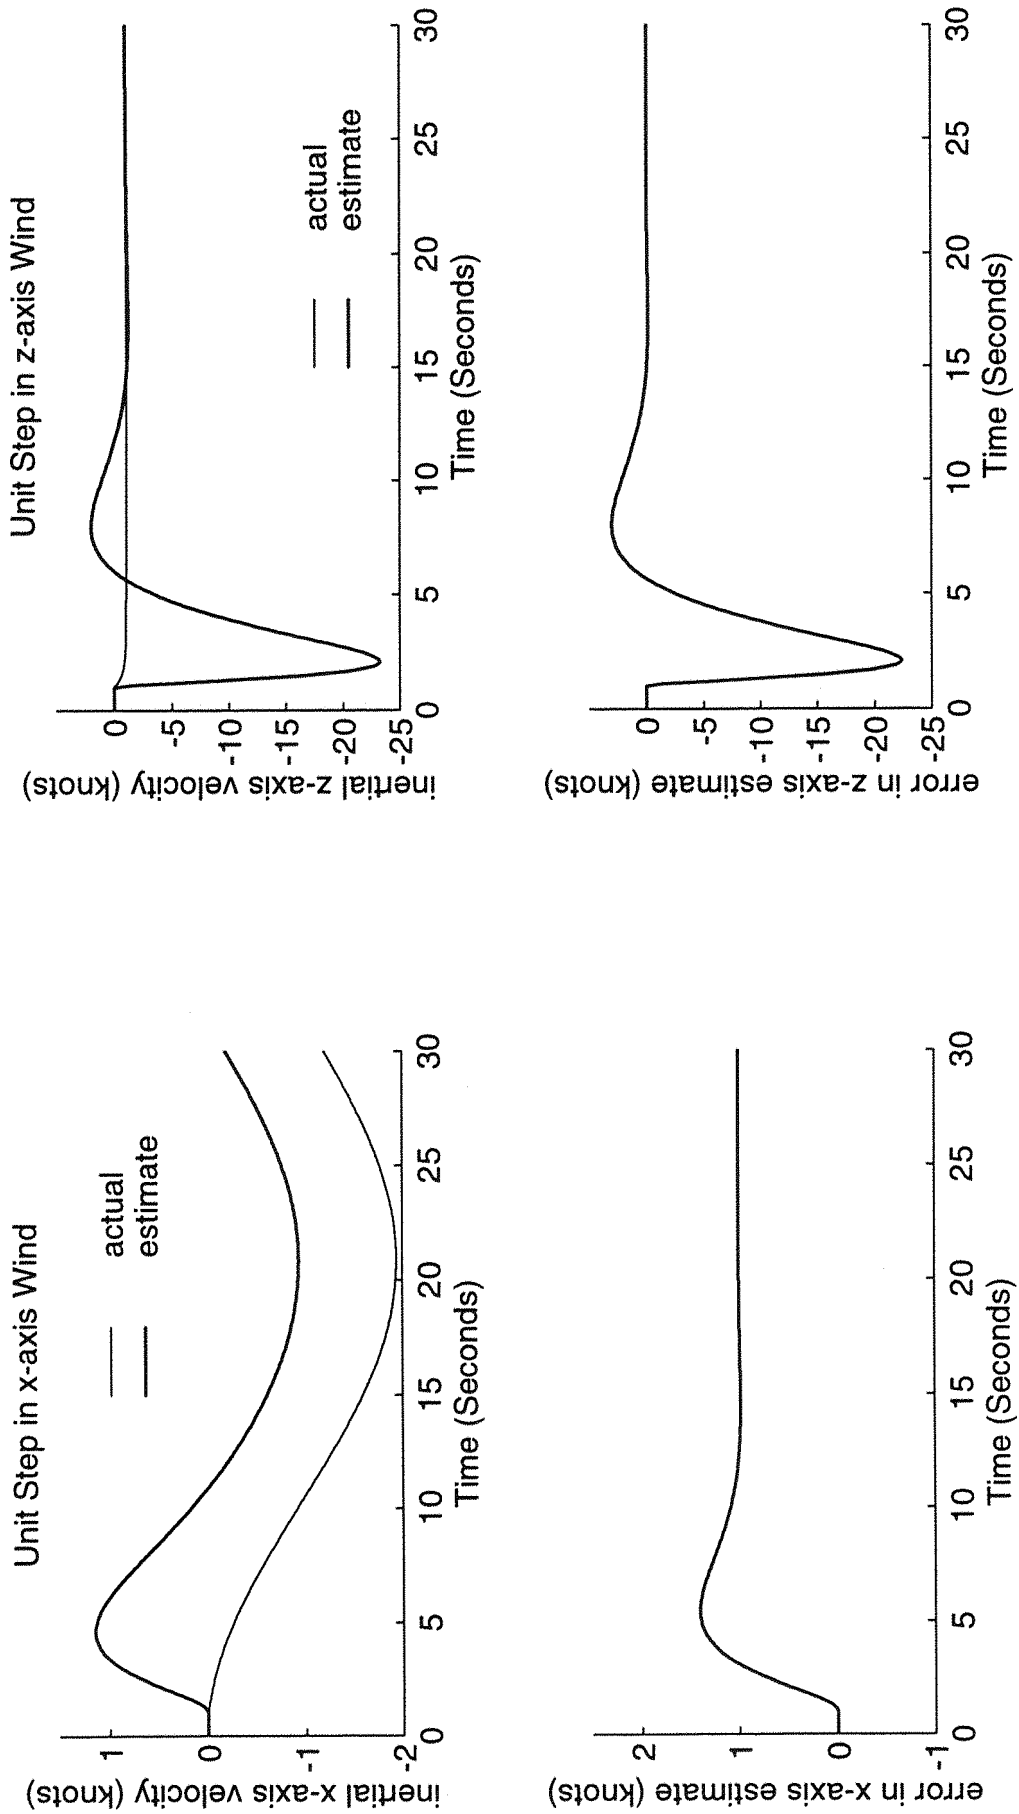 Unit Step in x-axis Wind
inertial x-axis velocity (knots)
1
0
-1
-2
actual
estimate
0 5 10 15 20 25 30
Time (Seconds)
Unit Step in z-axis Wind
inertial z-axis velocity (knots)
0
-5
-10
-15
-20
-25
actual
estimate
0 5 10 15 20 25 30
Time (Seconds)
error in x-axis estimate (knots)
2
1
0
-1
0 5 10 15 20 25 30
Time (Seconds)
error in z-axis estimate (knots)
0
-5
-10
-15
-20
-25
0 5 10 15 20 25 30
Time (Seconds)